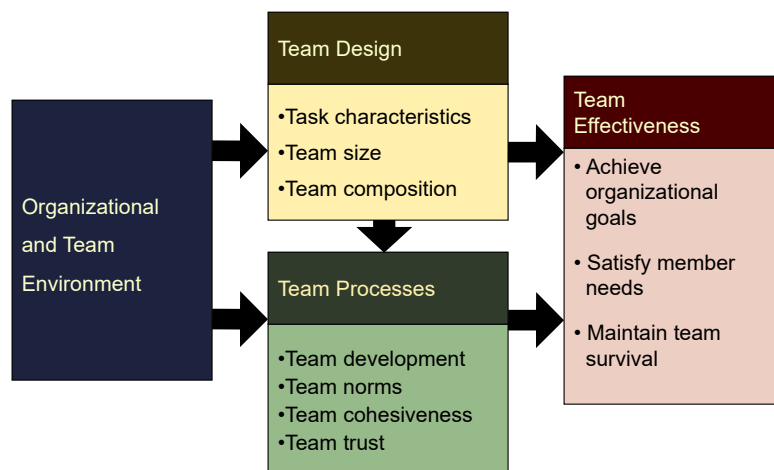 Organizational
and Team
Environment
Team Design
•Task characteristics
•Team size
•Team composition
Team Processes
•Team development
•Team norms
•Team cohesiveness
•Team trust
Team
Effectiveness
• Achieve
organizational
goals
• Satisfy member
needs
• Maintain team
survival